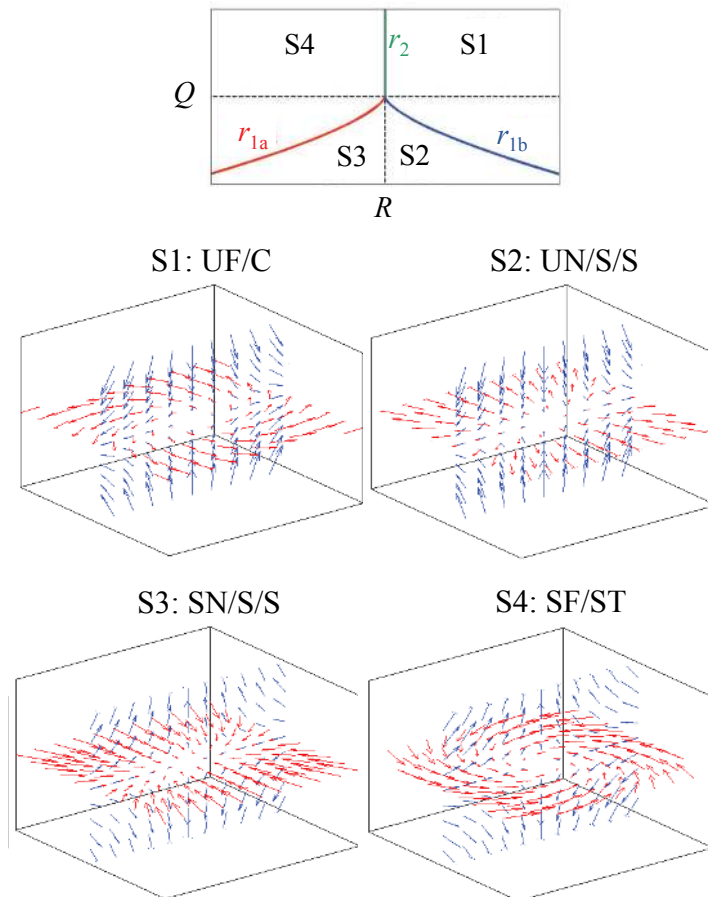 S4 r2 S1
Q
r1a S3 S2 r1b
R
S1: UF/C S2: UN/S/S
S3: SN/S/S S4: SF/ST